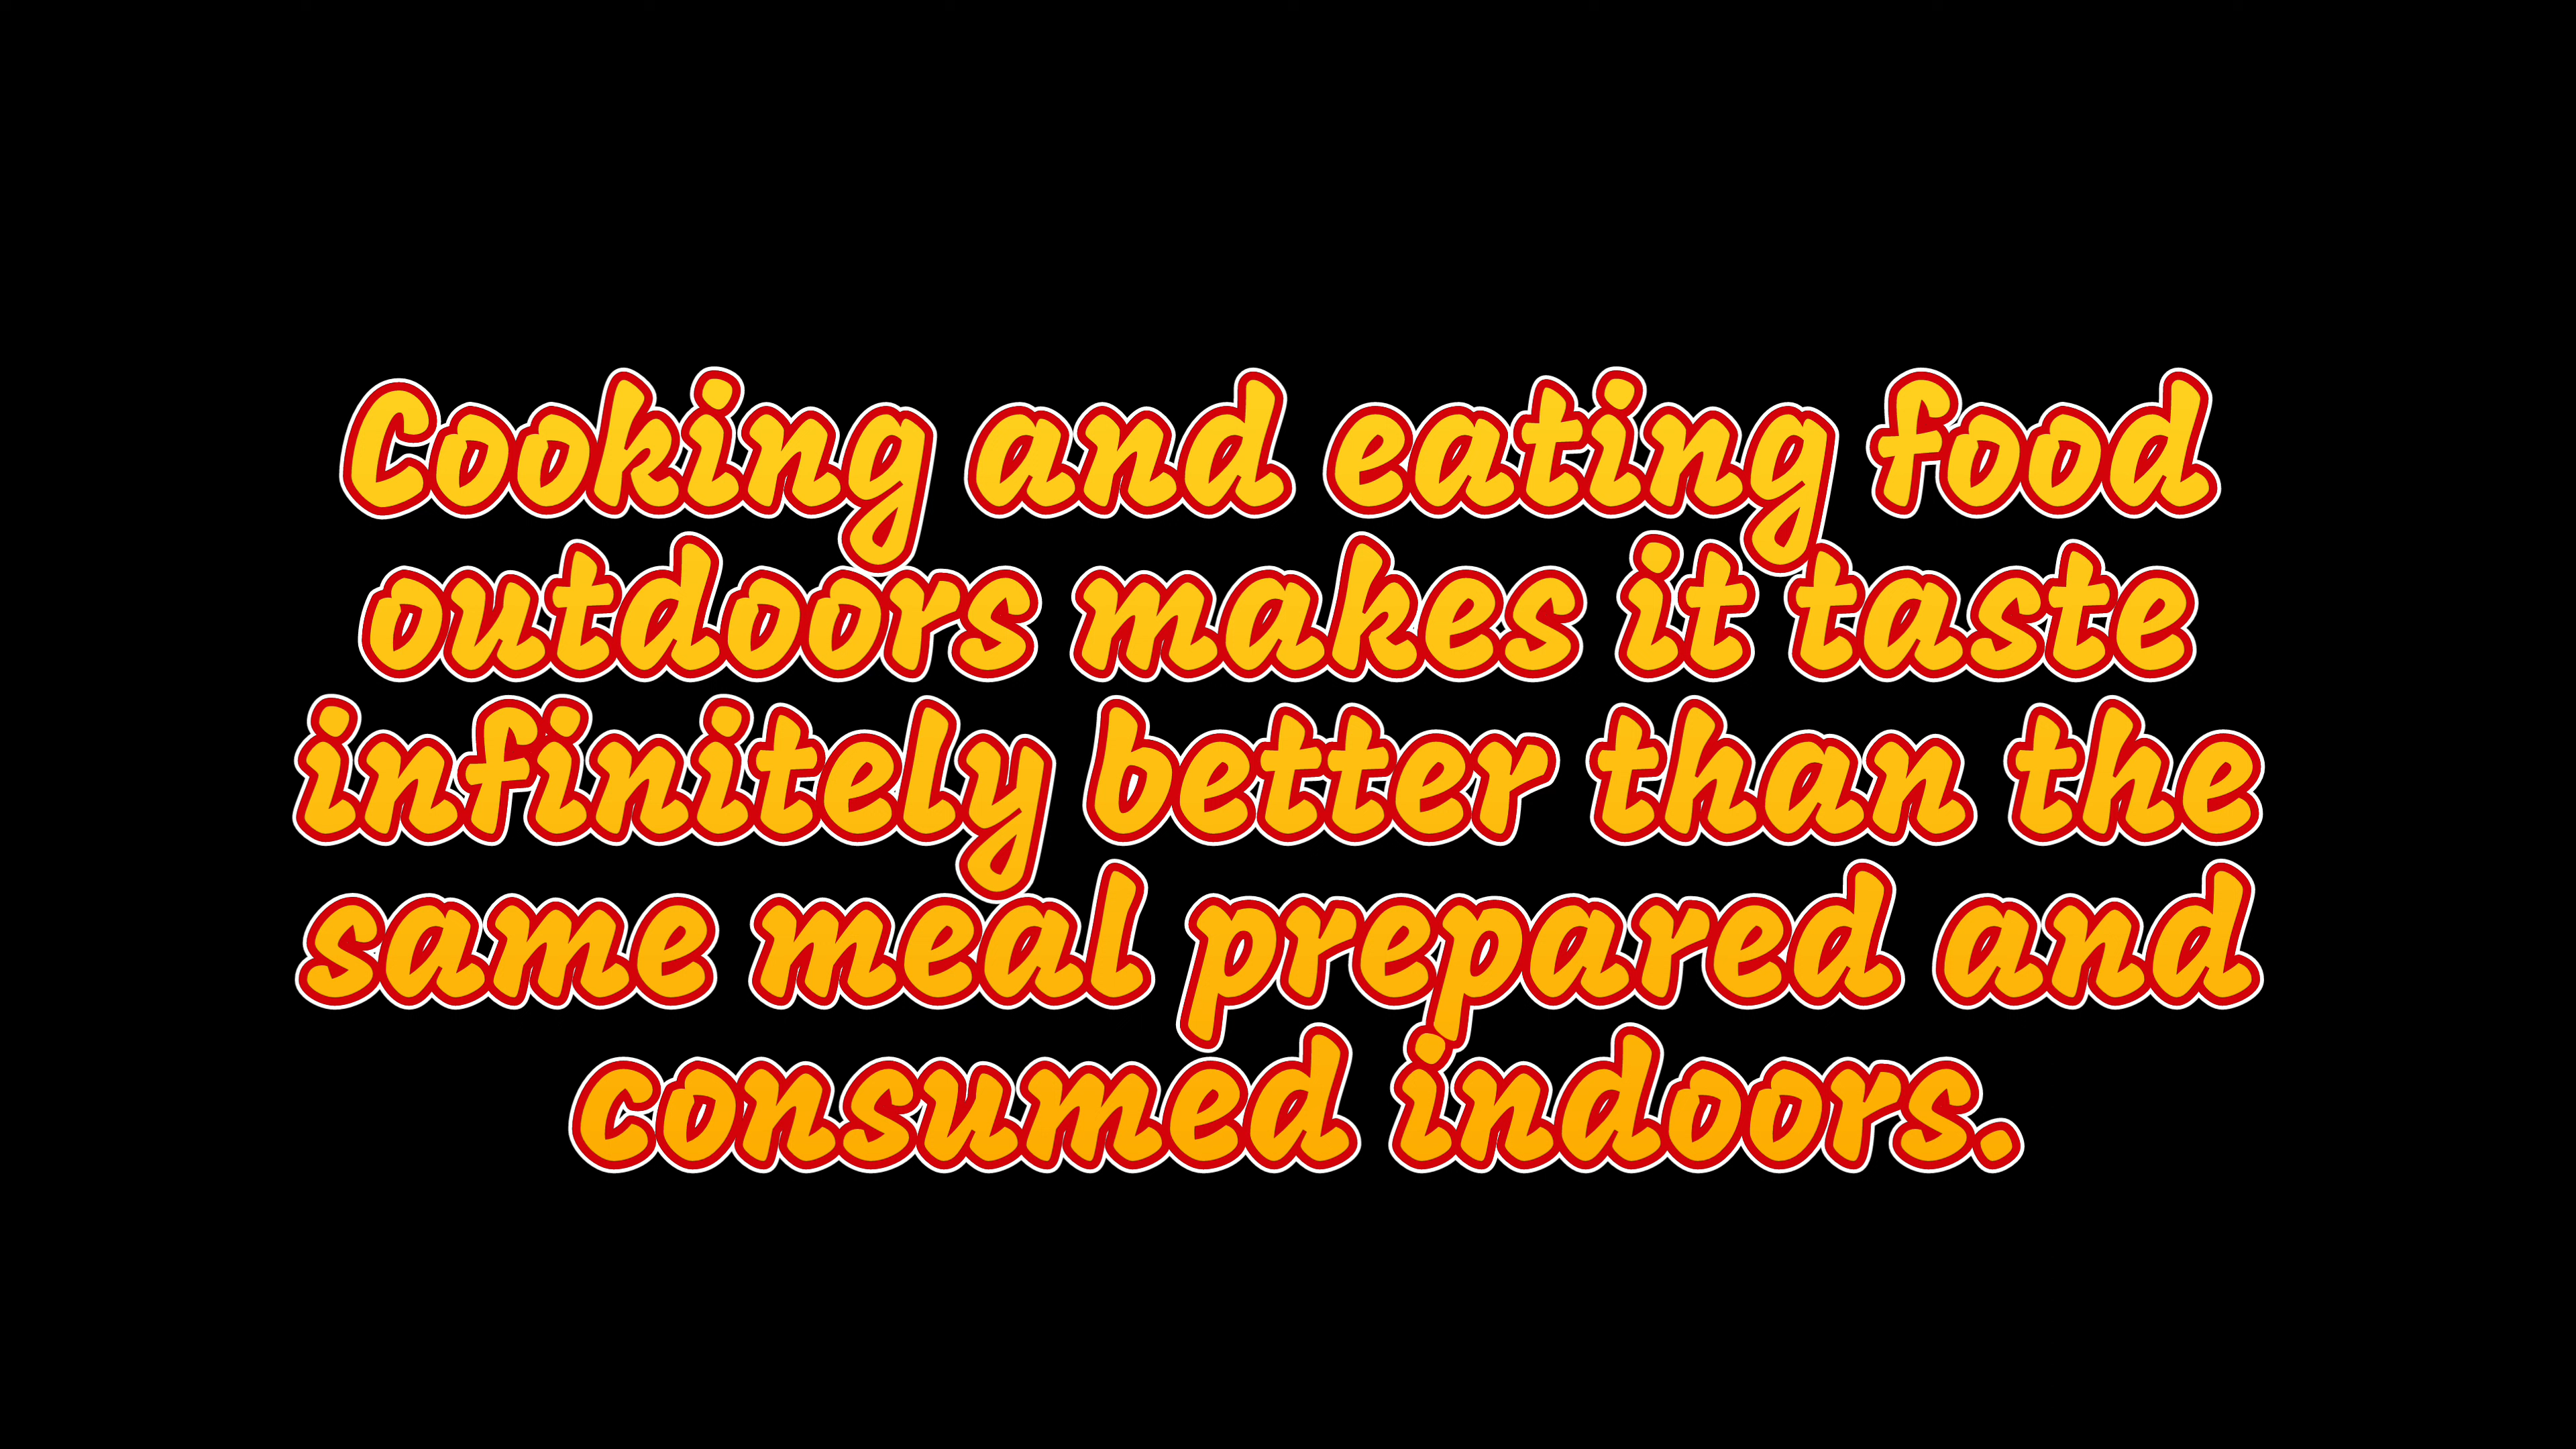 Cooking and eating food
outdoors makes it taste
infinitely better than the
same meal prepared and
consumed indoors.